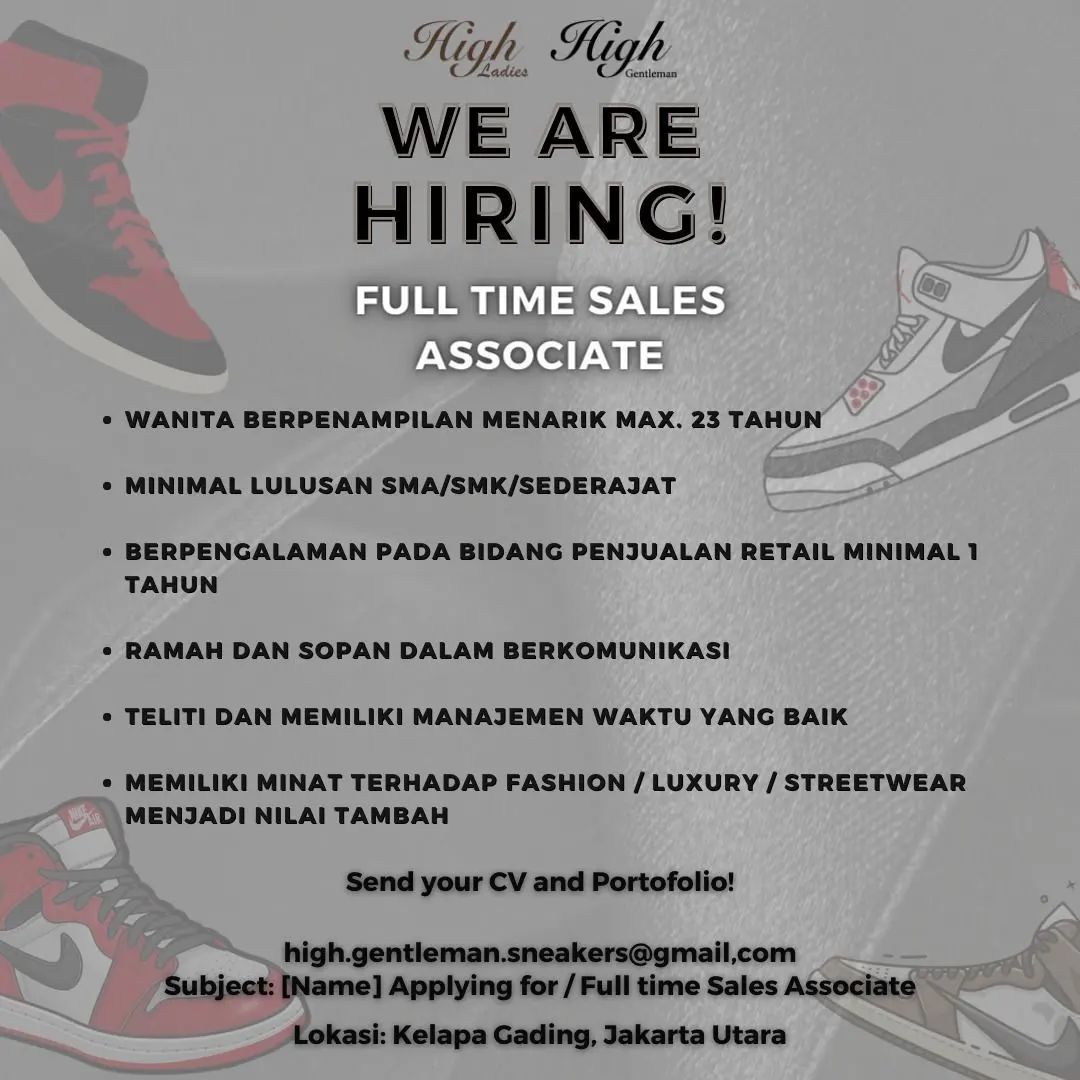 High Ladies High Gentleman
WE ARE
HIRING!
FULL TIME SALES
ASSOCIATE
• WANITA BERPENAMPILAN MENARIK MAX. 23 TAHUN
• MINIMAL LULUSAN SMA/SMK/SEDERAJAT
• BERPENGALAMAN PADA BIDANG PENJUALAN RETAIL MINIMAL 1
TAHUN
• RAMAH DAN SOPAN DALAM BERKOMUNIKASI
• TELITI DAN MEMILIKI MANAJEMEN WAKTU YANG BAIK
• MEMILIKI MINAT TERHADAP FASHION / LUXURY / STREETWEAR
MENJADI NILAI TAMBAH
NIKE
AIR
Send your CV and Portofolio!
high.gentleman.sneakers@gmail,com
Subject: [Name] Applying for / Full time Sales Associate
Lokasi: Kelapa Gading, Jakarta Utara